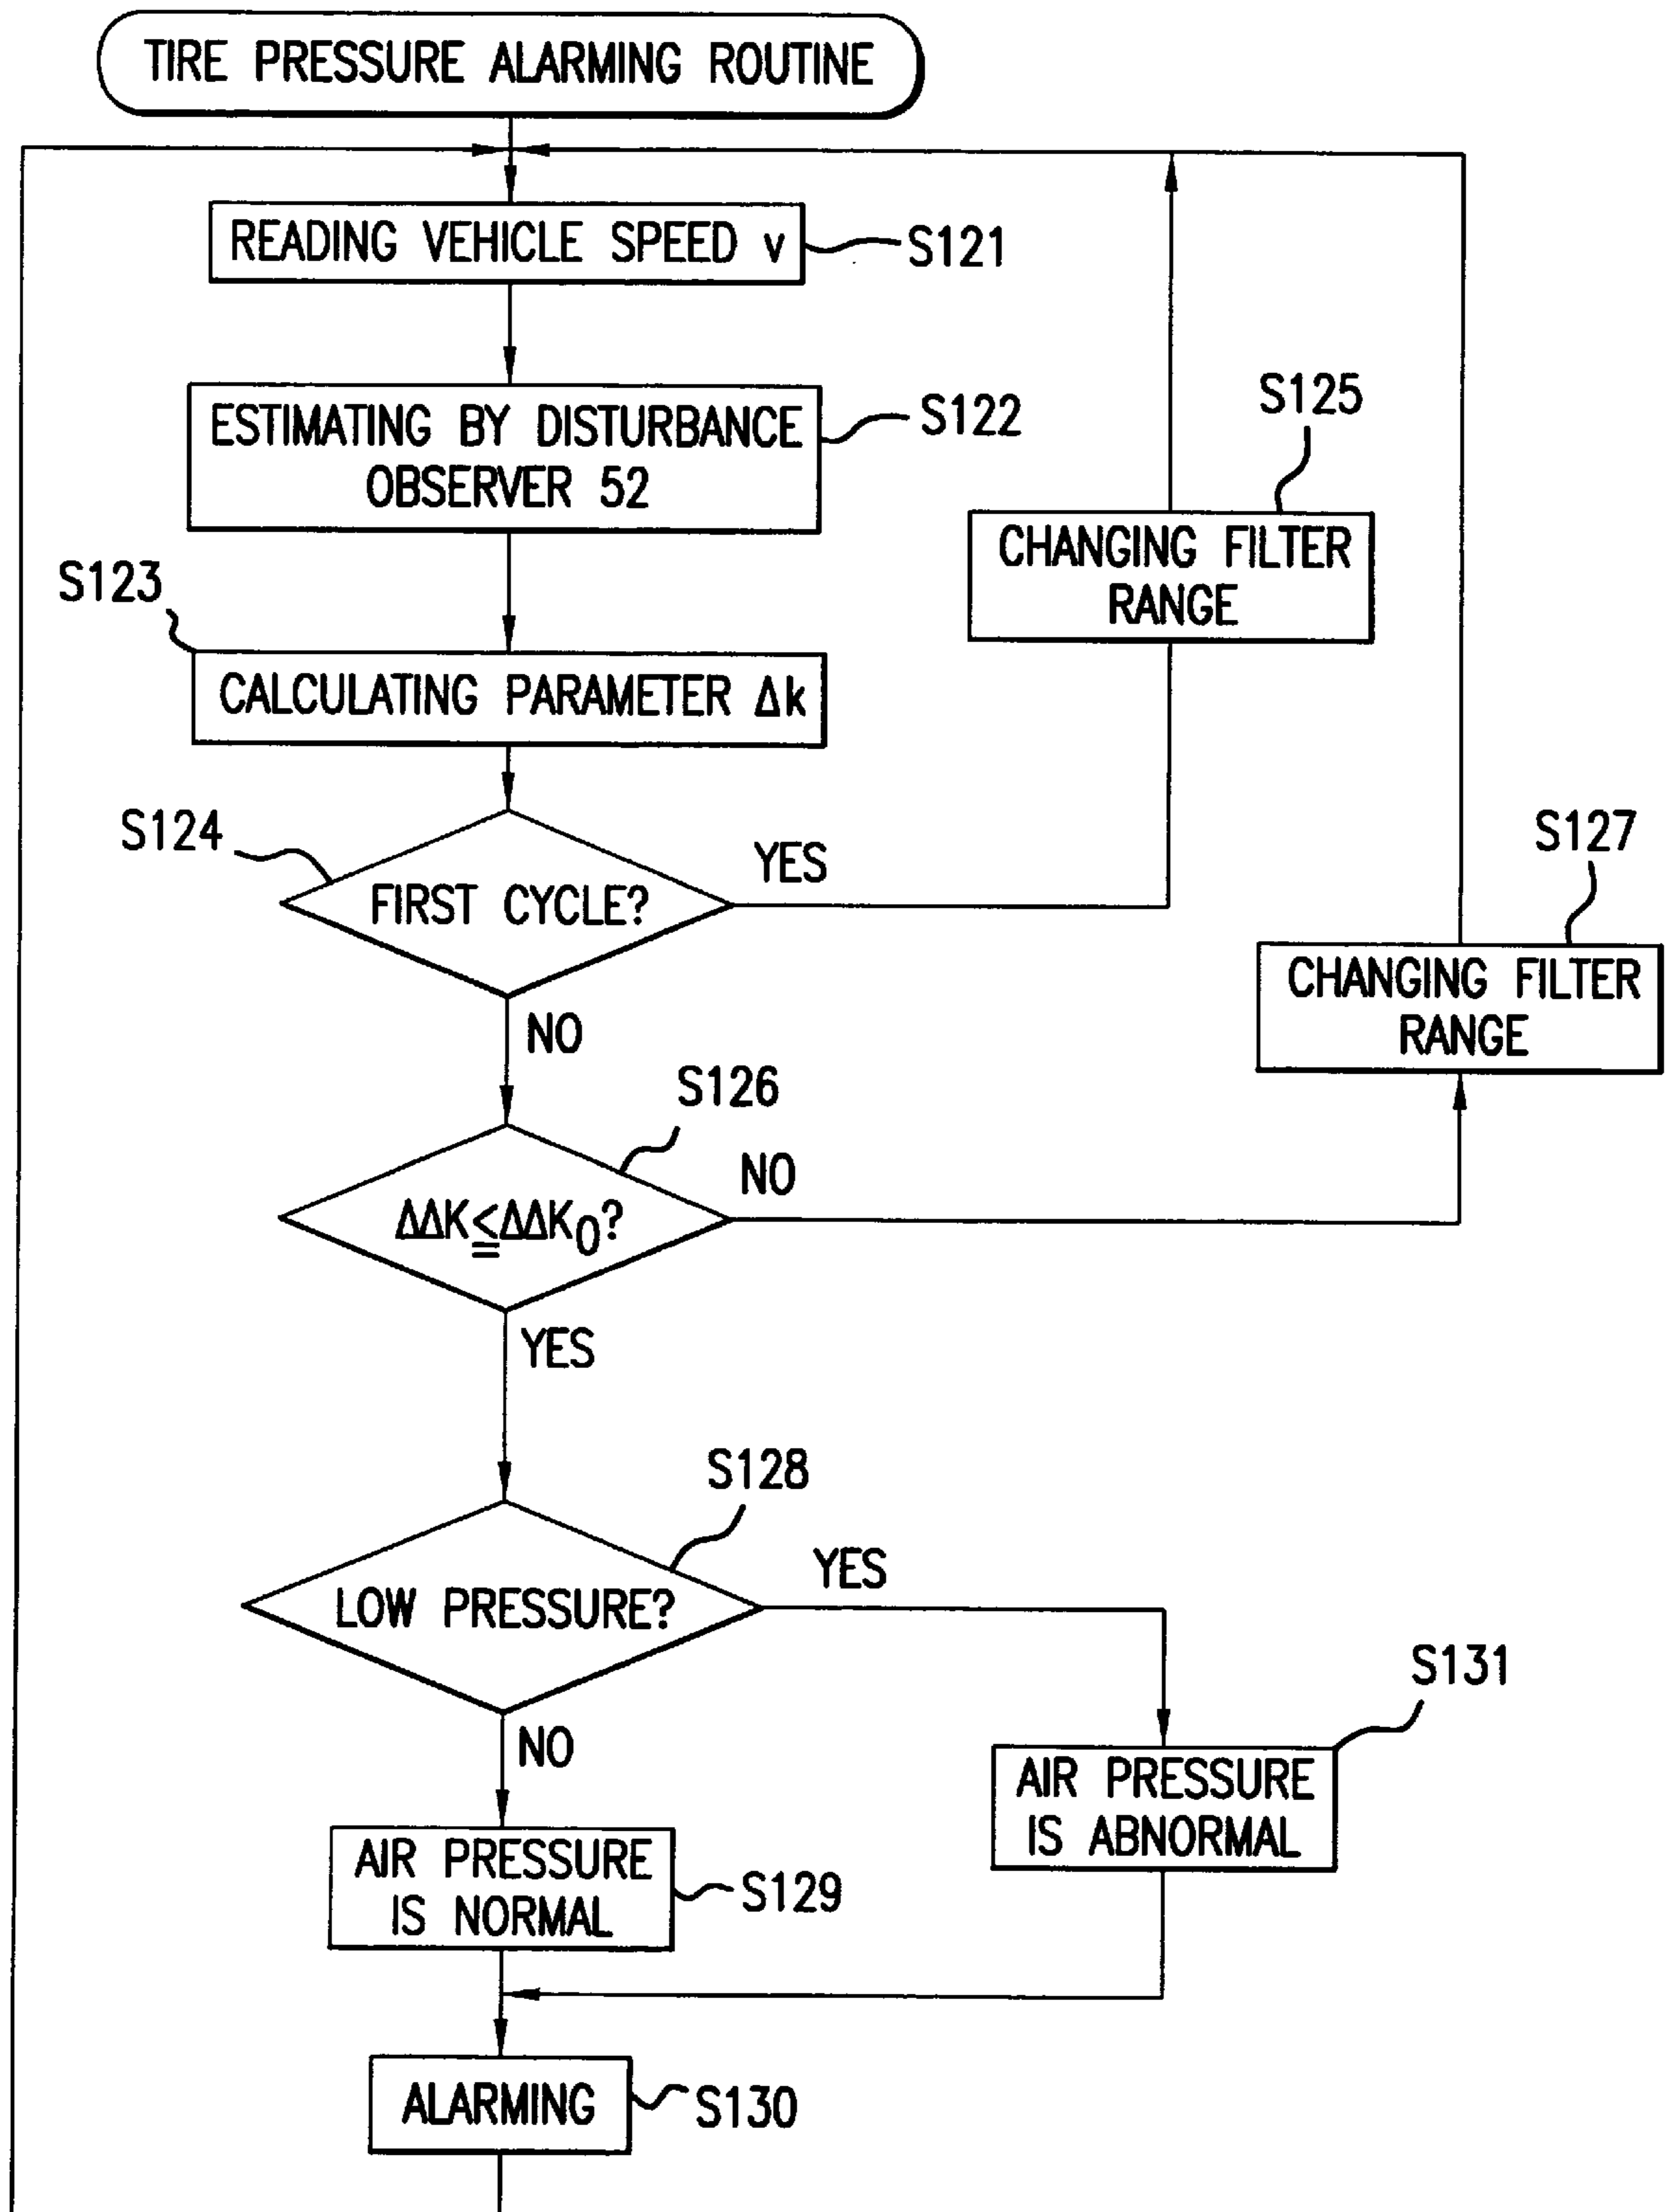 TIRE PRESSURE ALARMING ROUTINE
READING VEHICLE SPEED v
S121
ESTIMATING BY DISTURBANCE
OBSERVER 52
S122
S125
CHANGING FILTER
RANGE
S123
CALCULATING PARAMETER Δk
S124
FIRST CYCLE?
YES
NO
S127
CHANGING FILTER
RANGE
S126
ΔΔK≦ΔΔK₀?
NO
YES
S128
LOW PRESSURE?
YES
NO
S131
AIR PRESSURE
IS ABNORMAL
AIR PRESSURE
IS NORMAL
S129
ALARMING
S130